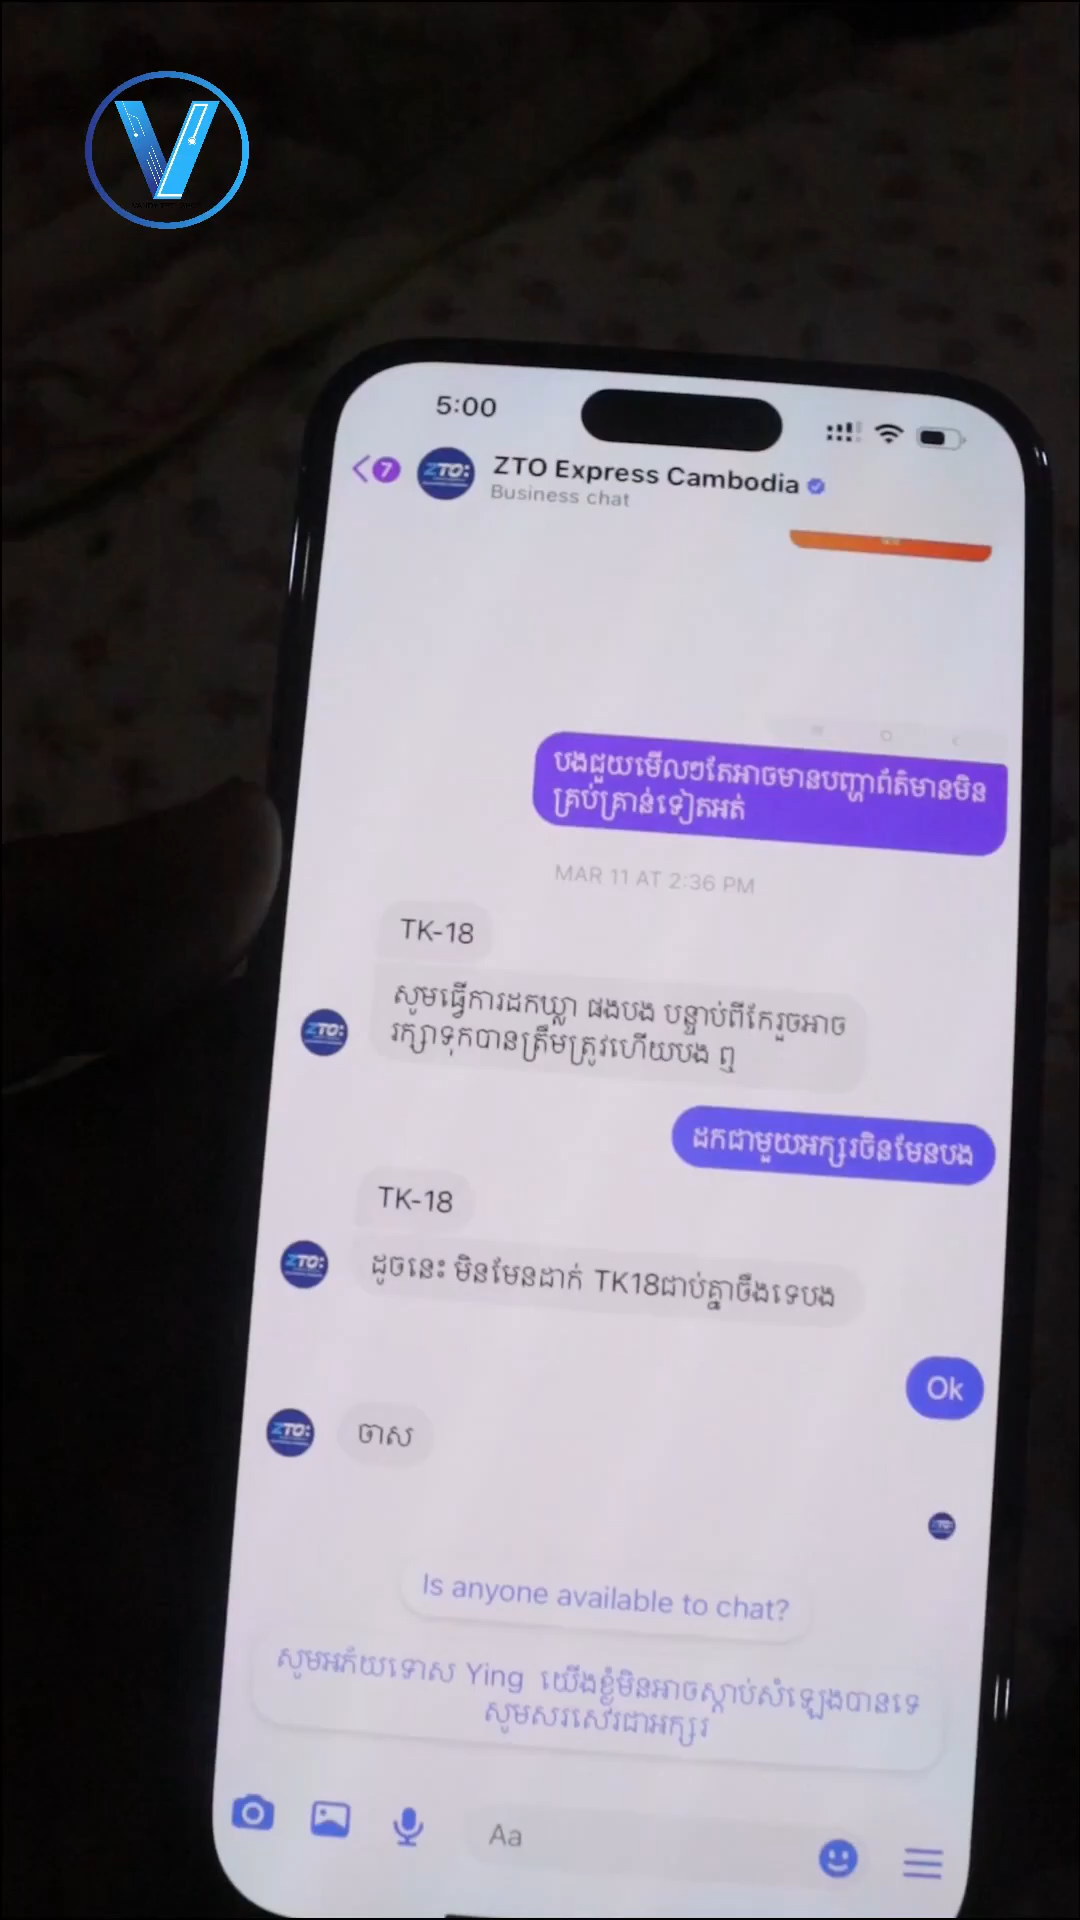 5:00
7
ZTO:
ZTO Express Cambodia
Business chat
បងជួយមើលៗតែអាចមានបញ្ហាព័ត៌មានមិន
គ្រប់គ្រាន់ទៀតអត់
MAR 11 AT 2:36 PM
TK-18
សូមធ្វើការដកឃ្លា ផងបង បន្ទាប់ពីកែរួចអាច
រក្សាទុកបានត្រឹមត្រូវហើយបង ឮ
ZTO:
ដកជាមួយអក្សរចិនមែនបង
TK-18
ដូចនេះ មិនមែនដាក់ TK18ជាប់គ្នាចឹងទេបង
ZTO:
Ok
ចាស
ZTO:
Is anyone available to chat?
សូមអភ័យទោស Ying យើងខ្ញុំមិនអាចស្តាប់សំឡេងបានទេ
សូមសរសេរជាអក្សរ
Aa